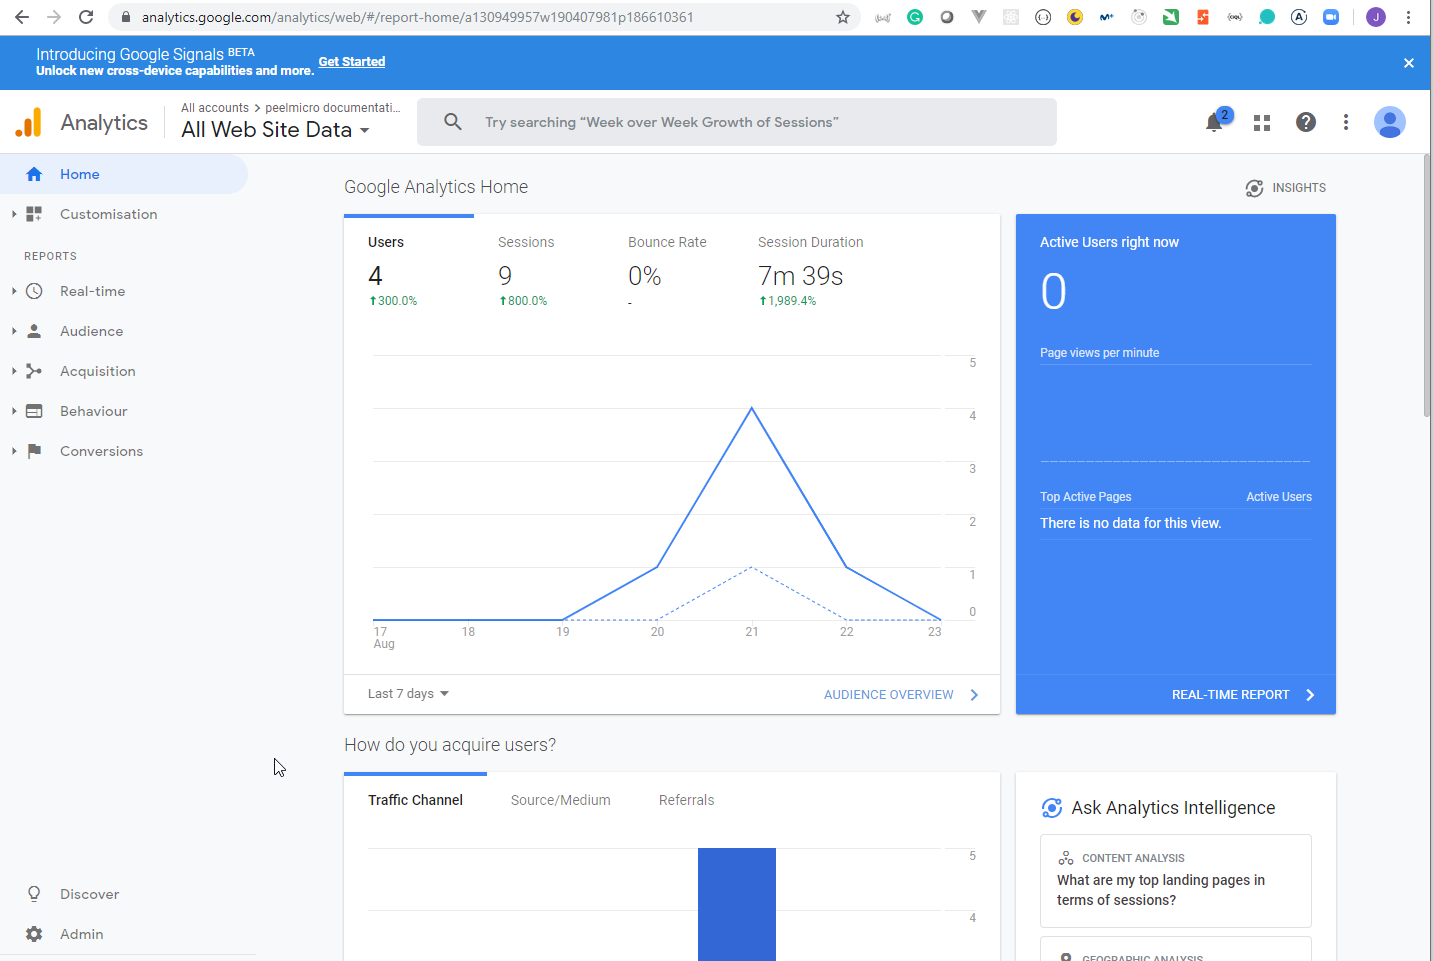 analytics.google.com/analytics/web/#/report-home/a130949957w190407981p186610361
J
Introducing Google Signals BETA
Unlock new cross-device capabilities and more. Get Started
Analytics
All accounts > peelmicro documentati...
All Web Site Data
Try searching “Week over Week Growth of Sessions”
2
Home
Customisation
REPORTS
Real-time
Audience
Acquisition
Behaviour
Conversions
Discover
Admin
Google Analytics Home
INSIGHTS
Users
4
300.0%
Sessions
9
800.0%
Bounce Rate
0%
-
Session Duration
7m 39s
1,989.4%
5
4
3
2
1
0
17 18 19 20 21 22 23
Aug
Last 7 days
AUDIENCE OVERVIEW
Active Users right now
0
Page views per minute
Top Active Pages Active Users
There is no data for this view.
REAL-TIME REPORT
How do you acquire users?
Traffic Channel Source/Medium Referrals
5
4
Ask Analytics Intelligence
CONTENT ANALYSIS
What are my top landing pages in
terms of sessions?
GEOGRAPHIC ANALYSIS